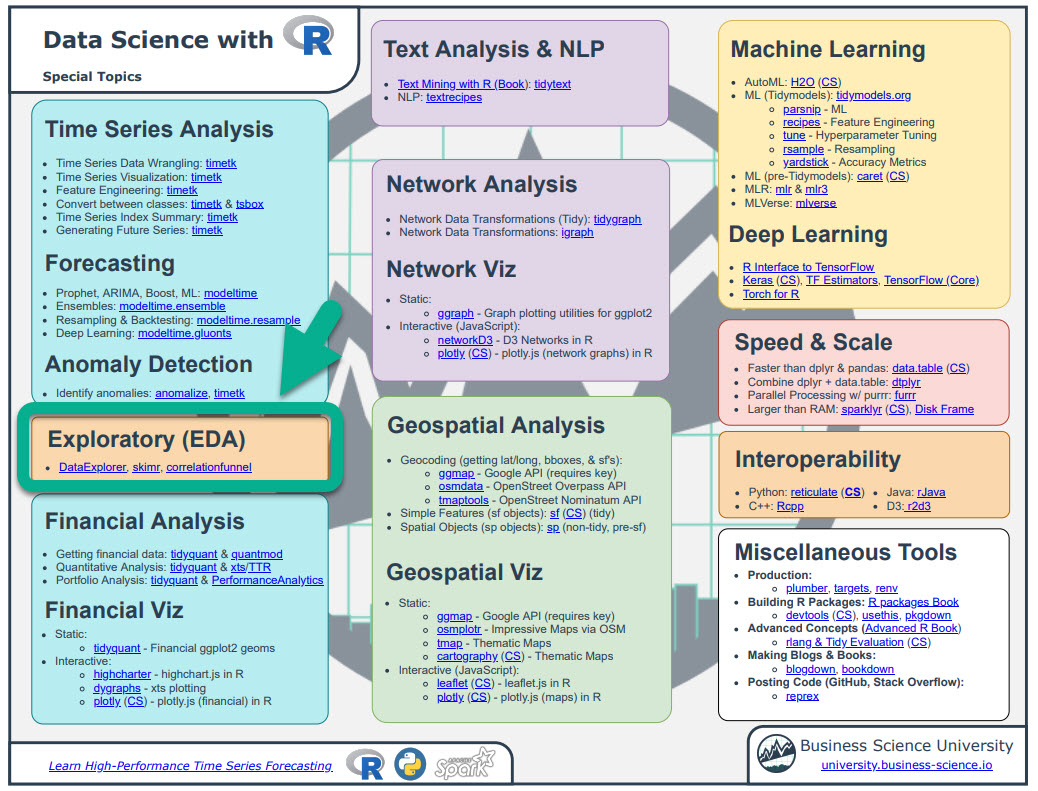 Data Science with R
Special Topics
Time Series Analysis
• Time Series Data Wrangling: timetk
• Time Series Visualization: timetk
• Feature Engineering: timetk
• Convert between classes: timetk & tsbox
• Time Series Index Summary: timetk
• Generating Future Series: timetk
Forecasting
• Prophet, ARIMA, Boost, ML: modeltime
• Ensembles: modeltime.ensemble
• Resampling & Backtesting: modeltime.resample
• Deep Learning: modeltime.gluonts
Anomaly Detection
• Identify anomalies: anomalize, timetk
Exploratory (EDA)
• DataExplorer, skimr, correlationfunnel
Financial Analysis
• Getting financial data: tidyquant & quantmod
• Quantitative Analysis: tidyquant & xts/TTR
• Portfolio Analysis: tidyquant & PerformanceAnalytics
Financial Viz
• Static:
○ tidyquant - Financial ggplot2 geoms
• Interactive:
○ highcharter - highchart.js in R
○ dygraphs - xts plotting
○ plotly (CS) - plotly.js (financial) in R
Text Analysis & NLP
• Text Mining with R (Book): tidytext
• NLP: textrecipes
Network Analysis
• Network Data Transformations (Tidy): tidygraph
• Network Data Transformations: igraph
Network Viz
• Static:
○ ggraph - Graph plotting utilities for ggplot2
• Interactive (JavaScript):
○ networkD3 - D3 Networks in R
○ plotly (CS) - plotly.js (network graphs) in R
Geospatial Analysis
• Geocoding (getting lat/long, bboxes, & sf's):
○ ggmap - Google API (requires key)
○ osmdata - OpenStreet Overpass API
○ tmaptools - OpenStreet Nominatum API
• Simple Features (sf objects): sf (CS) (tidy)
• Spatial Objects (sp objects): sp (non-tidy, pre-sf)
Geospatial Viz
• Static:
○ ggmap - Google API (requires key)
○ osmplotr - Impressive Maps via OSM
○ tmap - Thematic Maps
○ cartography (CS) - Thematic Maps
• Interactive (JavaScript):
○ leaflet (CS) - leaflet.js in R
○ plotly (CS) - plotly.js (maps) in R
Machine Learning
• AutoML: H2O (CS)
• ML (Tidymodels): tidymodels.org
○ parsnip - ML
○ recipes - Feature Engineering
○ tune - Hyperparameter Tuning
○ rsample - Resampling
○ yardstick - Accuracy Metrics
• ML (pre-Tidymodels): caret (CS)
• MLR: mlr & mlr3
• MLVerse: mlverse
Deep Learning
• R Interface to TensorFlow
• Keras (CS), TF Estimators, TensorFlow (Core)
• Torch for R
Speed & Scale
• Faster than dplyr & pandas: data.table (CS)
• Combine dplyr + data.table: dtplyr
• Parallel Processing w/ purrr: furrr
• Larger than RAM: sparklyr (CS), Disk Frame
Interoperability
• Python: reticulate (CS) • Java: rJava
• C++: Rcpp • D3: r2d3
Miscellaneous Tools
• Production:
○ plumber, targets, renv
• Building R Packages: R packages Book
○ devtools (CS), usethis, pkgdown
• Advanced Concepts (Advanced R Book)
○ rlang & Tidy Evaluation (CS)
• Making Blogs & Books:
○ blogdown, bookdown
• Posting Code (GitHub, Stack Overflow):
○ reprex
Learn High-Performance Time Series Forecasting
R
APACHE
Spark
Business Science University
university.business-science.io